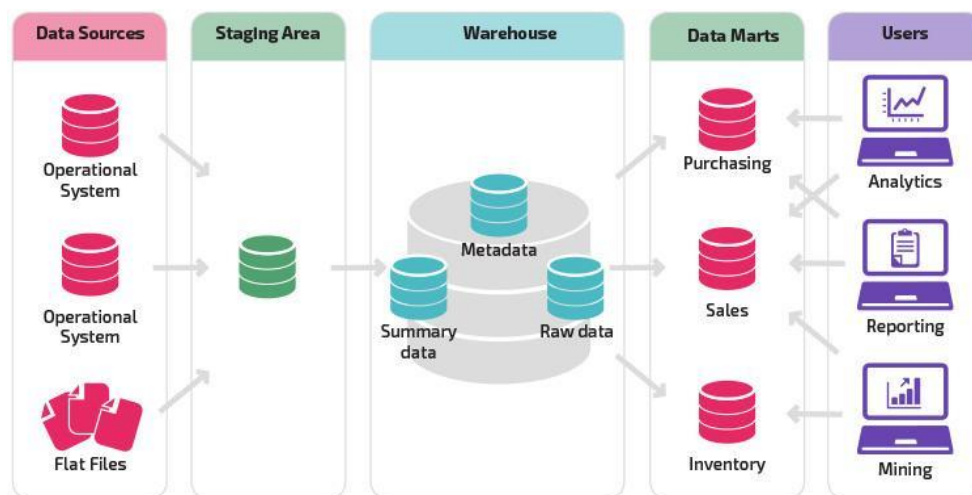 Data Sources
Staging Area
Warehouse
Data Marts
Users
Operational
System
Operational
System
Flat Files
Metadata
Summary
data
Raw data
Purchasing
Sales
Inventory
Analytics
Reporting
Mining